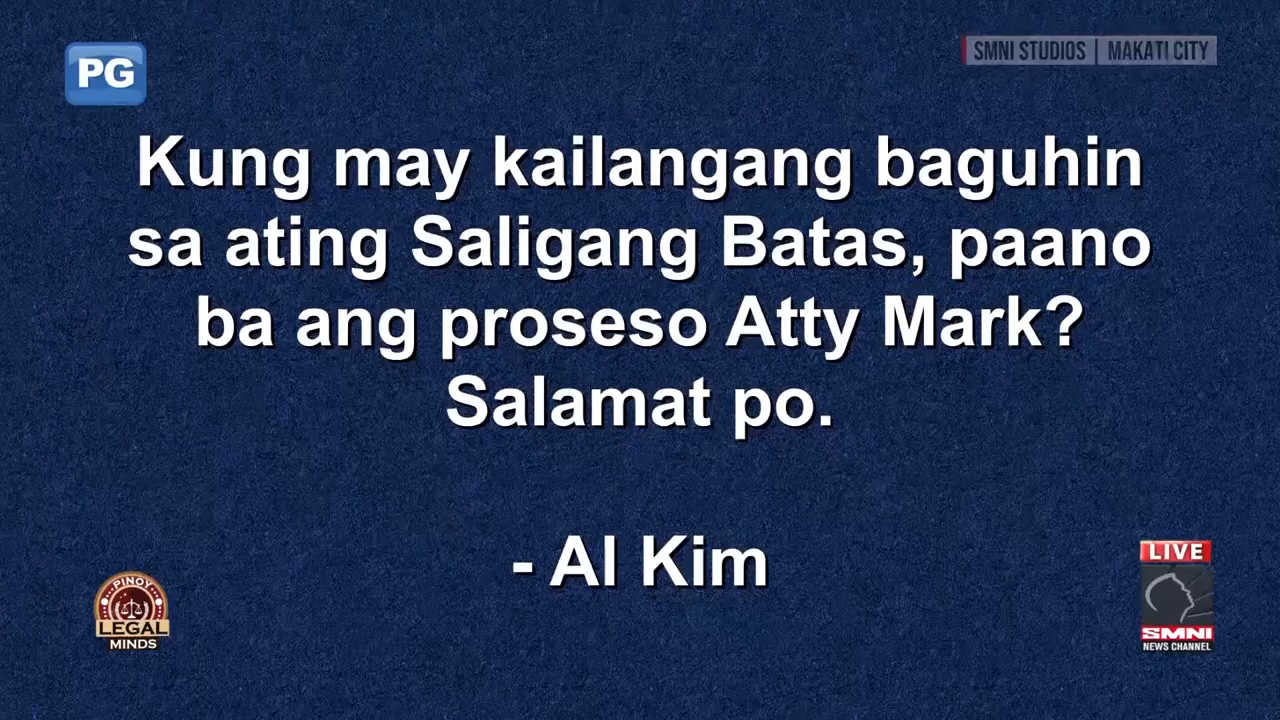 PG
SMNI STUDIOS | MAKATI CITY
Kung may kailangang baguhin
sa ating Saligang Batas, paano
ba ang proseso Atty Mark?
Salamat po.
- Al Kim
PINOY
LEGAL
MINDS
LIVE
SMNI
NEWS CHANNEL